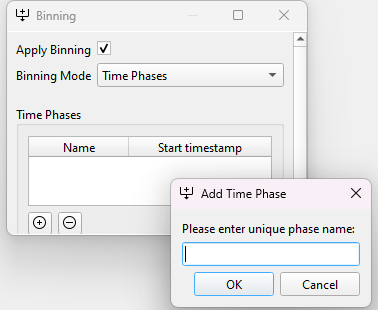 Binning
Apply Binning
Binning Mode Time Phases
Time Phases
Name Start timestamp
Add Time Phase
Please enter unique phase name:
OK Cancel